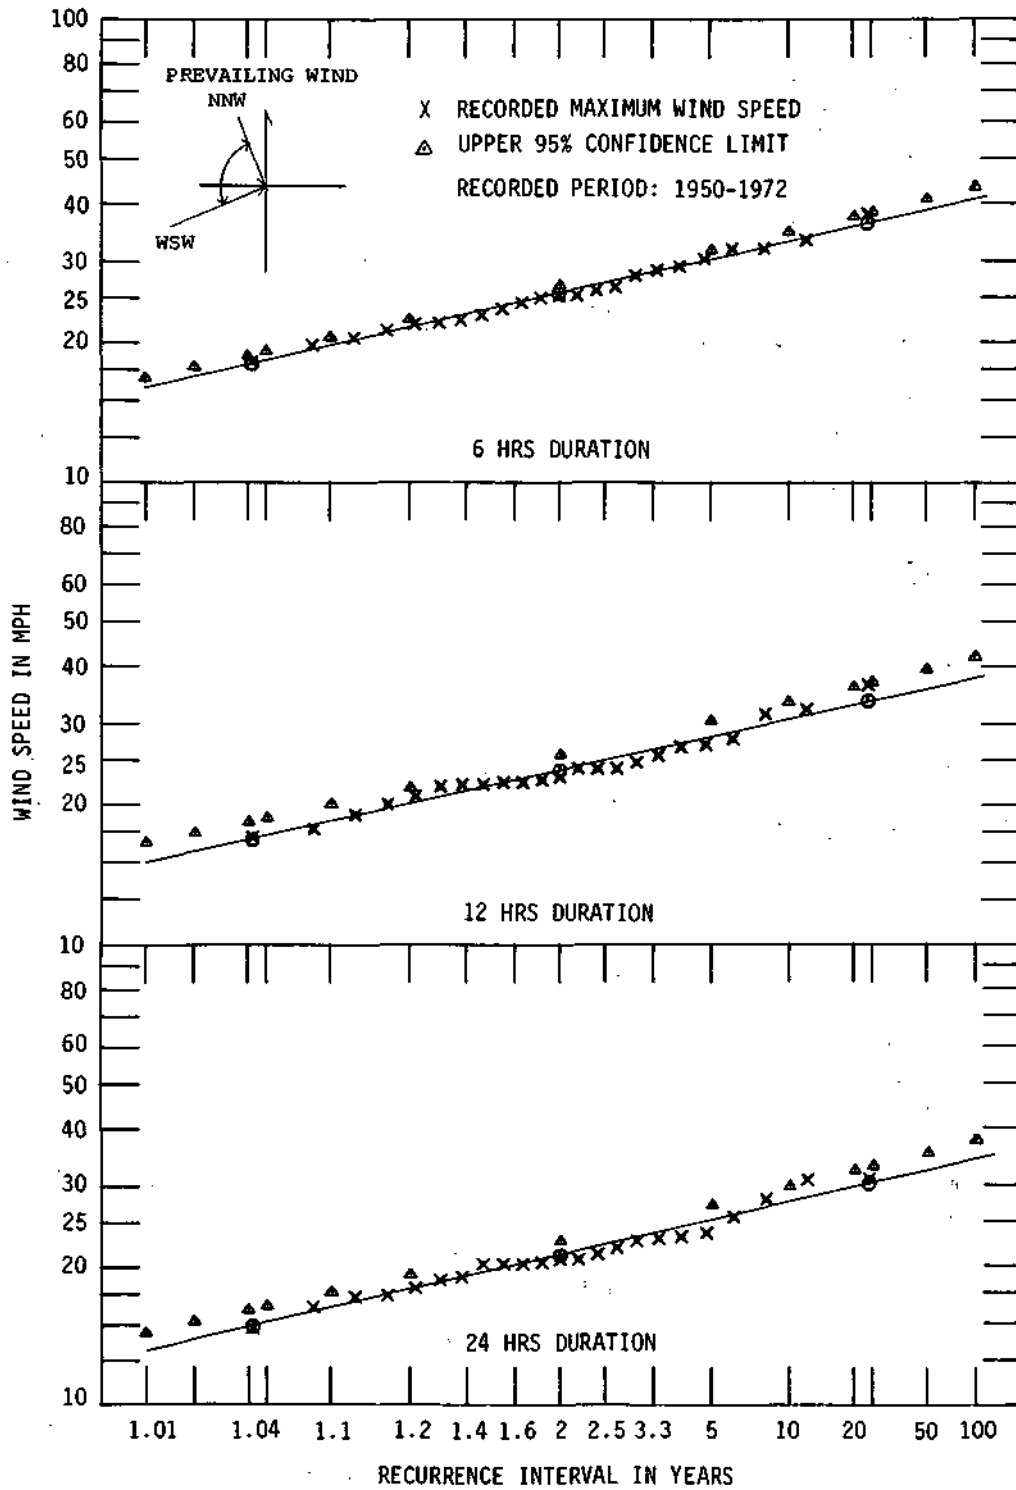 100
80
60
50
40
30
25
20
PREVAILING WIND
NNW
WSW
X RECORDED MAXIMUM WIND SPEED
△ UPPER 95% CONFIDENCE LIMIT
RECORDED PERIOD: 1950-1972
6 HRS DURATION
10
80
60
50
40
30
25
20
12 HRS DURATION
10
80
60
50
40
30
25
20
24 HRS DURATION
10
WIND SPEED IN MPH
1.01 1.04 1.1 1.2 1.4 1.6 2 2.5 3.3 5 10 20 50 100
RECURRENCE INTERVAL IN YEARS